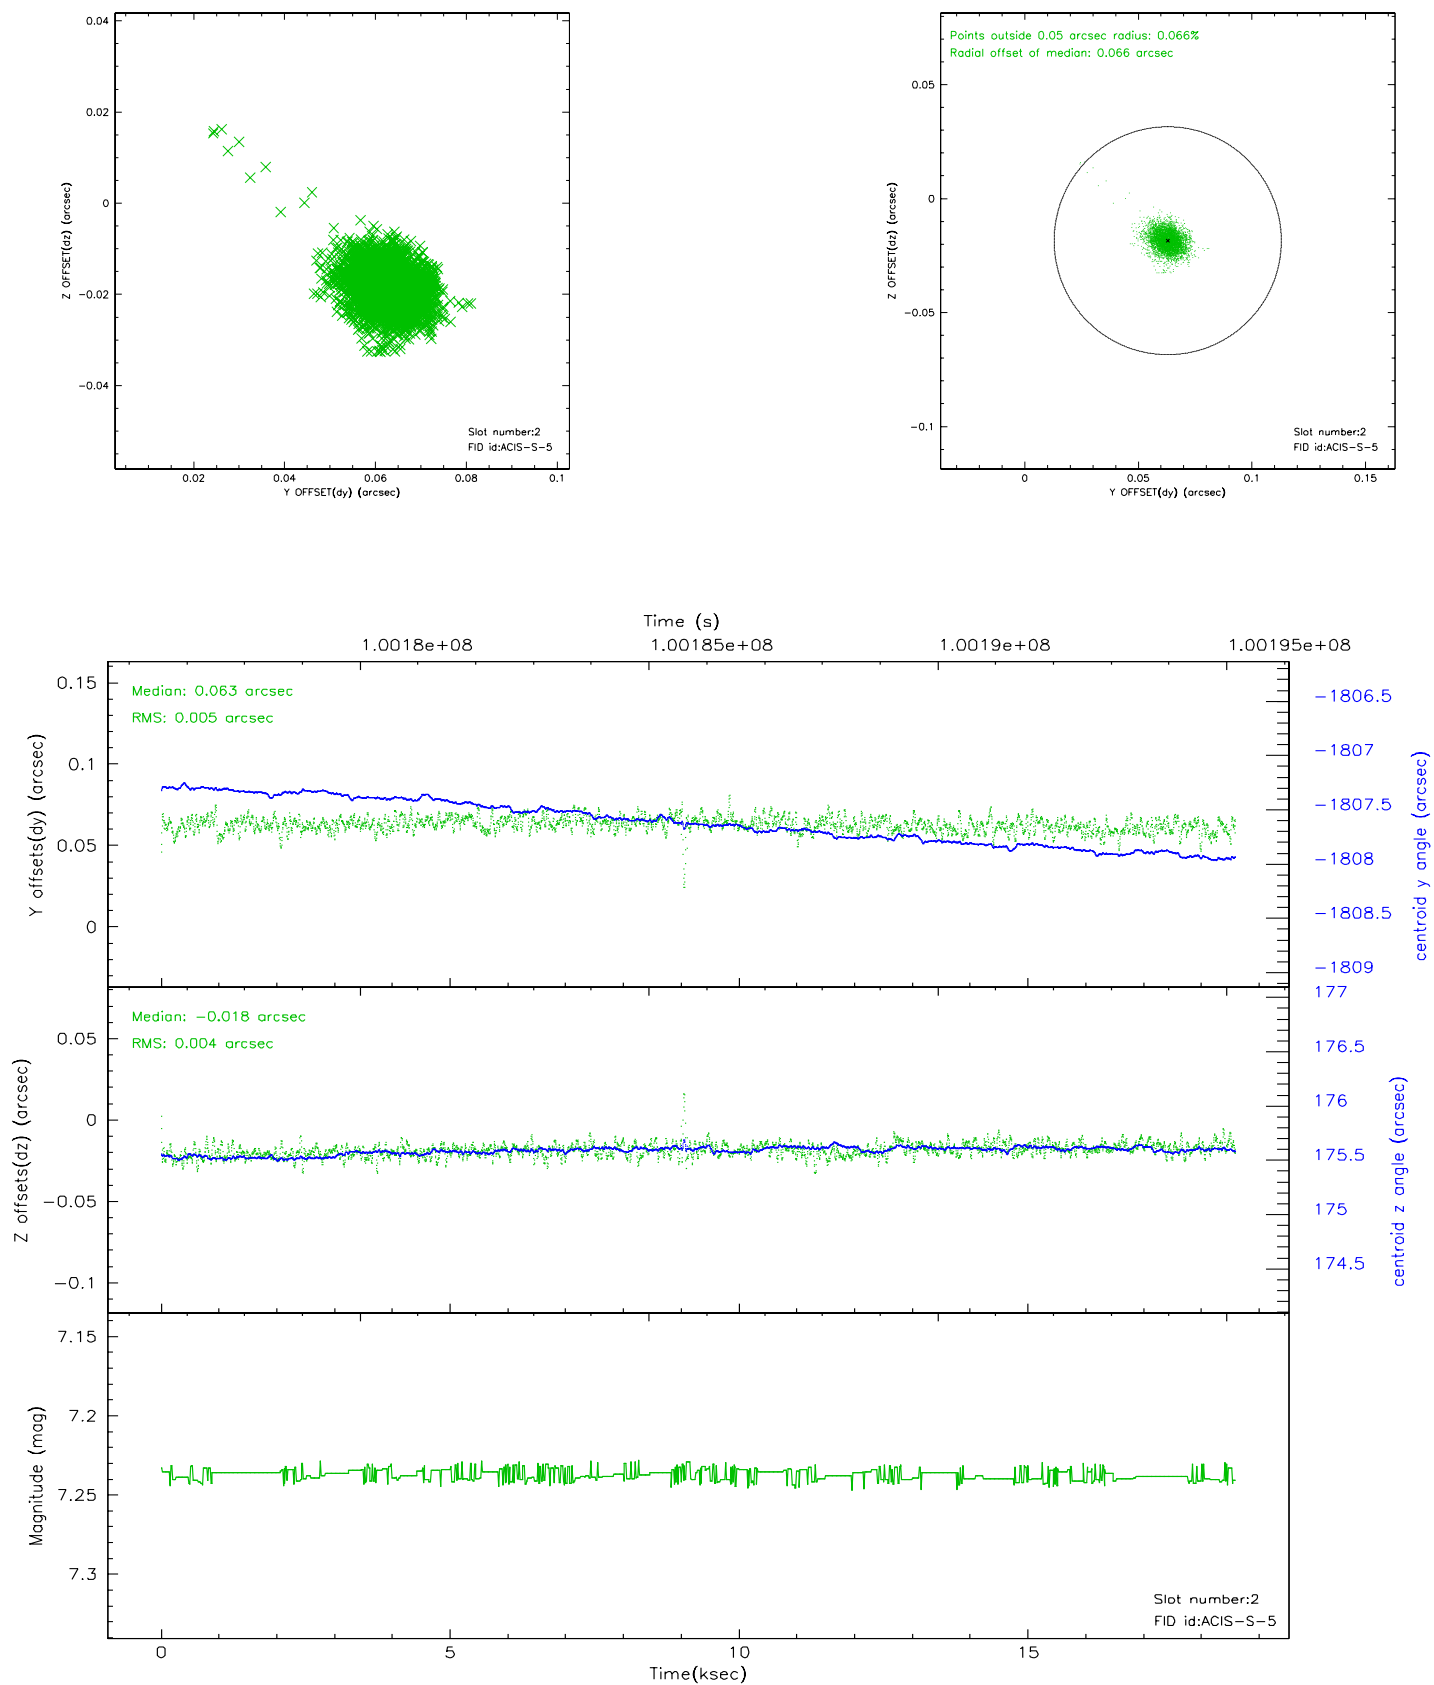 0.04
0.02
0
−0.02
−0.04
Z OFFSET(dz) (arcsec)
Slot number:2
FID id:ACIS−S−5
0.02
0.04
0.06
0.08
0.1
Y OFFSET(dy) (arcsec)
Points outside 0.05 arcsec radius: 0.066%
Radial offset of median: 0.066 arcsec
0.05
0
−0.05
−0.1
Z OFFSET(dz) (arcsec)
Slot number:2
FID id:ACIS−S−5
0
0.05
0.1
0.15
Y OFFSET(dy) (arcsec)
Time (s)
1.0018e+08
1.00185e+08
1.0019e+08
1.00195e+08
Median: 0.063 arcsec
RMS: 0.005 arcsec
0.15
0.1
0.05
0
Y offsets(dy) (arcsec)
−1806.5
−1807
−1807.5
−1808
−1808.5
−1809
centroid y angle (arcsec)
Median: −0.018 arcsec
RMS: 0.004 arcsec
0.05
0
−0.05
−0.1
Z offsets(dz) (arcsec)
177
176.5
176
175.5
175
174.5
centroid z angle (arcsec)
7.15
7.2
7.25
7.3
Magnitude (mag)
Slot number:2
FID id:ACIS−S−5
0
5
10
15
Time(ksec)